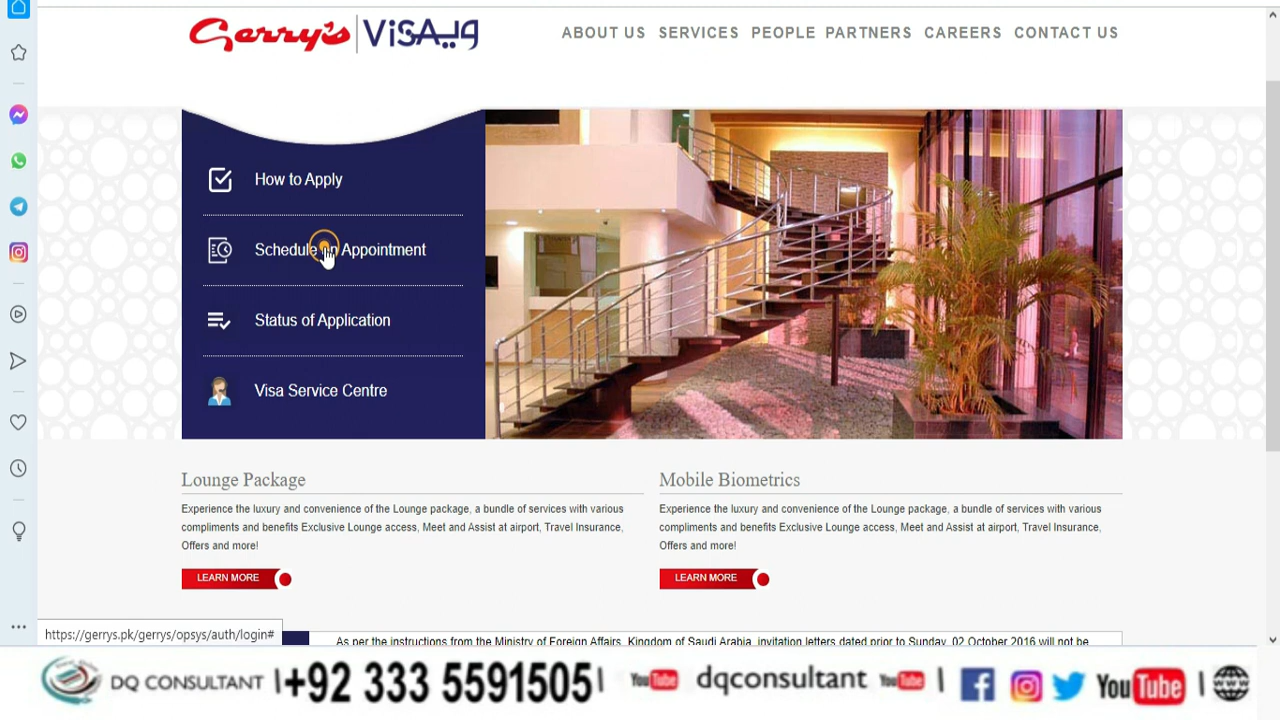 Gerry's ViSA ويزا
ABOUT US SERVICES PEOPLE PARTNERS CAREERS CONTACT US
How to Apply
Schedule an Appointment
Status of Application
Visa Service Centre
Lounge Package
Experience the luxury and convenience of the Lounge package, a bundle of services with various
compliments and benefits Exclusive Lounge access, Meet and Assist at airport, Travel Insurance,
Offers and more!
LEARN MORE
Mobile Biometrics
Experience the luxury and convenience of the Lounge package, a bundle of services with various
compliments and benefits Exclusive Lounge access, Meet and Assist at airport, Travel Insurance,
Offers and more!
LEARN MORE
https://gerrys.pk/gerrys/opsys/auth/login#
As per the instructions from the Ministry of Foreign Affairs, Kingdom of Saudi Arabia, invitation letters dated prior to Sunday, 02 October 2016 will not be
DQ CONSULTANT |+92 333 5591505| YouTube dqconsultant YouTube | YouTube |